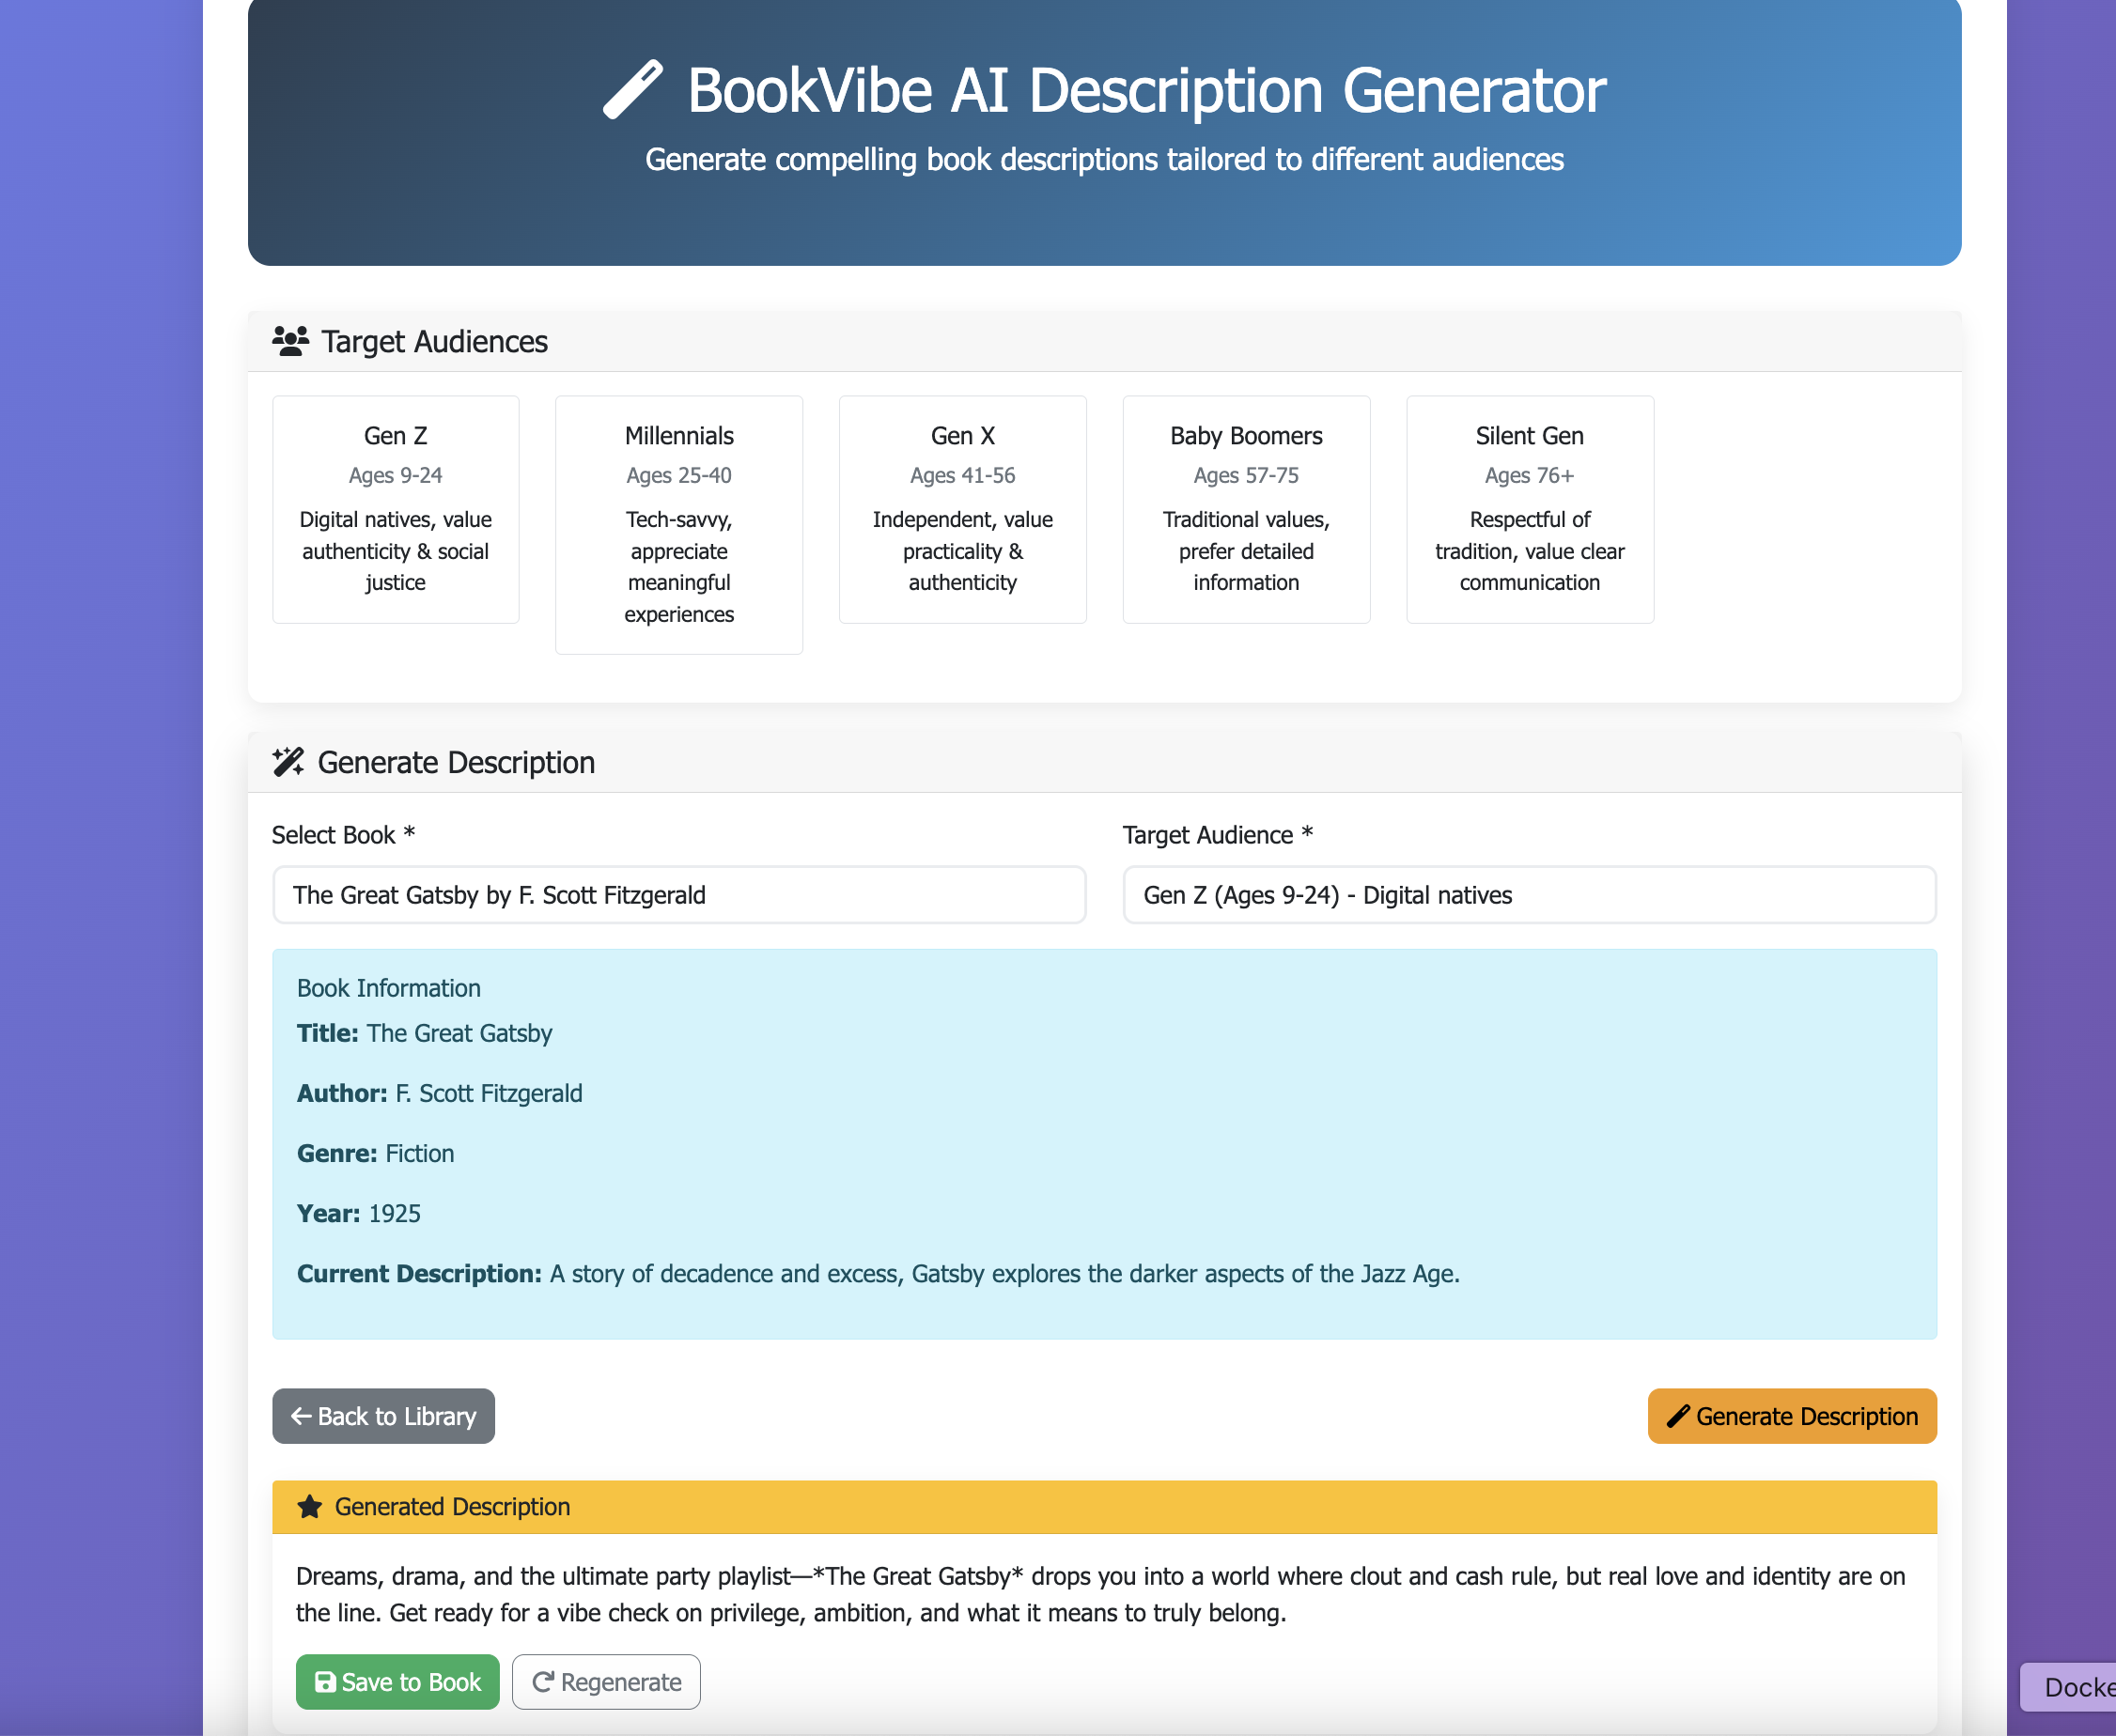 BookVibe AI Description Generator
Generate compelling book descriptions tailored to different audiences
Target Audiences
Gen Z
Ages 9-24
Digital natives, value
authenticity & social
justice
Millennials
Ages 25-40
Tech-savvy,
appreciate
meaningful
experiences
Gen X
Ages 41-56
Independent, value
practicality &
authenticity
Baby Boomers
Ages 57-75
Traditional values,
prefer detailed
information
Silent Gen
Ages 76+
Respectful of
tradition, value clear
communication
Generate Description
Select Book *
The Great Gatsby by F. Scott Fitzgerald
Target Audience *
Gen Z (Ages 9-24) - Digital natives
Book Information
Title: The Great Gatsby
Author: F. Scott Fitzgerald
Genre: Fiction
Year: 1925
Current Description: A story of decadence and excess, Gatsby explores the darker aspects of the Jazz Age.
Back to Library
Generate Description
Generated Description
Dreams, drama, and the ultimate party playlist—*The Great Gatsby* drops you into a world where clout and cash rule, but real love and identity are on
the line. Get ready for a vibe check on privilege, ambition, and what it means to truly belong.
Save to Book
Regenerate
Docke